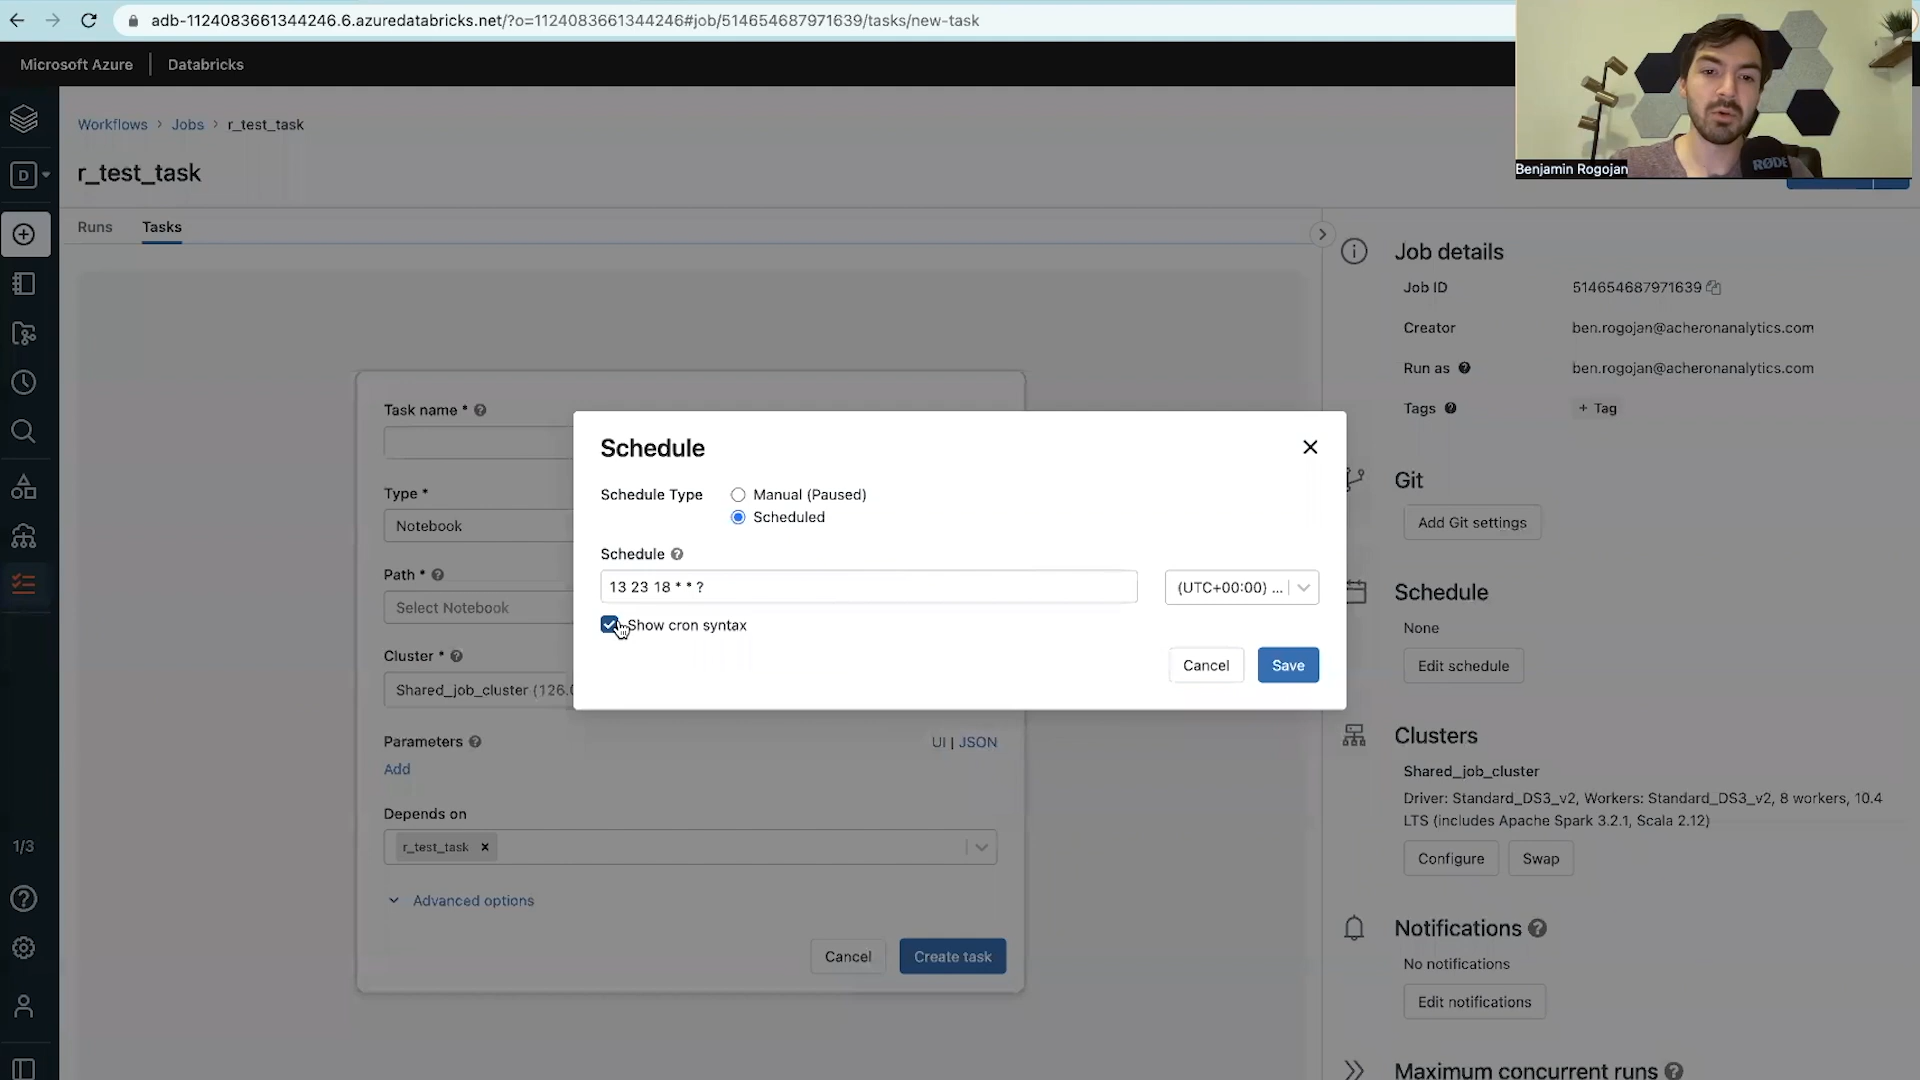 adb-1124083661344246.6.azuredatabricks.net/?o=1124083661344246#job/514654687971639/tasks/new-task
Microsoft Azure | Databricks
RØDE
Benjamin Rogojan
D
Workflows > Jobs > r_test_task
r_test_task
Runs Tasks
Task name *
Type *
Notebook
Path *
Select Notebook
Cluster *
Shared_job_cluster (126.0
Parameters
UI | JSON
Add
Depends on
r_test_task ×
Advanced options
Cancel Create task
Schedule
Schedule Type
Manual (Paused)
Scheduled
Schedule
13 23 18 * * ?
(UTC+00:00) ...
Show cron syntax
Cancel Save
Job details
Job ID 514654687971639
Creator ben.rogojan@acheronanalytics.com
Run as ben.rogojan@acheronanalytics.com
Tags + Tag
Git
Add Git settings
Schedule
None
Edit schedule
Clusters
Shared_job_cluster
Driver: Standard_DS3_v2, Workers: Standard_DS3_v2, 8 workers, 10.4
LTS (includes Apache Spark 3.2.1, Scala 2.12)
Configure Swap
Notifications
No notifications
Edit notifications
Maximum concurrent runs
1/3